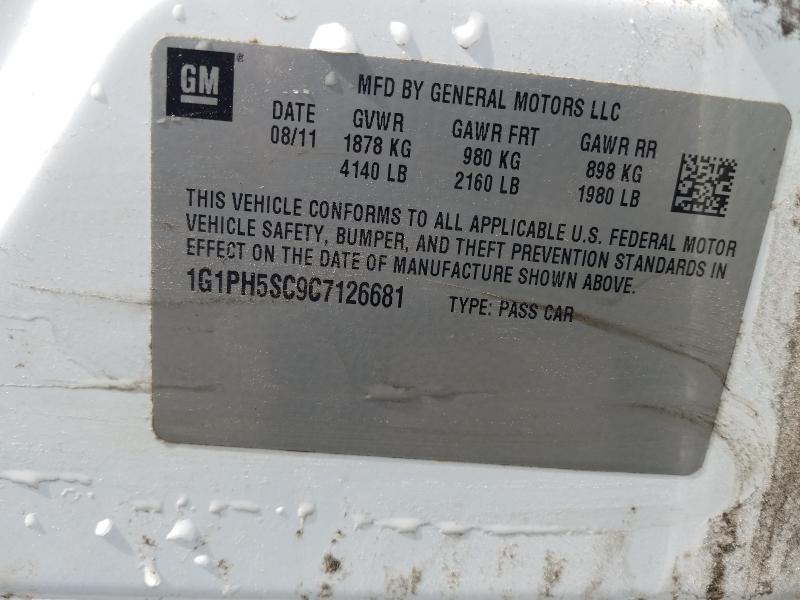 GM ®
MFD BY GENERAL MOTORS LLC
DATE GVWR GAWR FRT GAWR RR
08/11 1878 KG 980 KG 898 KG
4140 LB 2160 LB 1980 LB
THIS VEHICLE CONFORMS TO ALL APPLICABLE U.S. FEDERAL MOTOR
VEHICLE SAFETY, BUMPER, AND THEFT PREVENTION STANDARDS IN
EFFECT ON THE DATE OF MANUFACTURE SHOWN ABOVE.
1G1PH5SC9C7126681 TYPE: PASS CAR